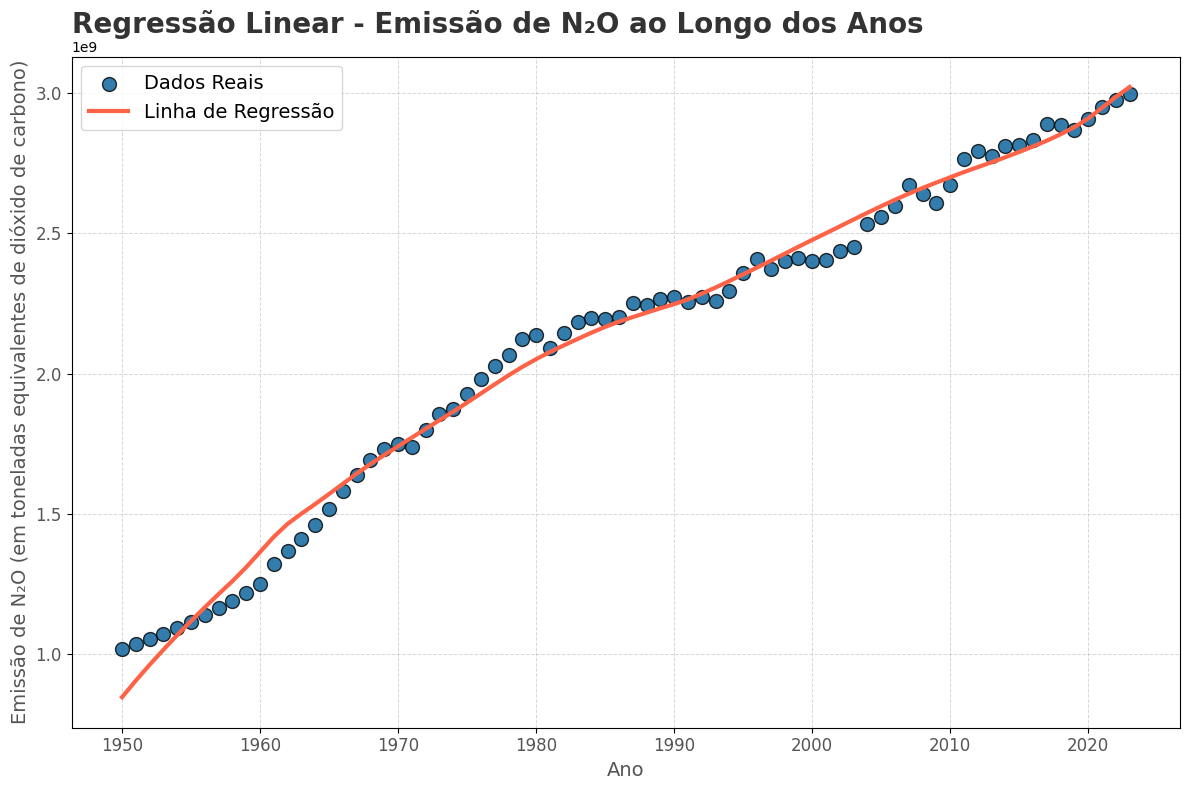 Regressão Linear - Emissão de N₂O ao Longo dos Anos
1e9
Dados Reais
Linha de Regressão
Emissão de N₂O (em toneladas equivalentes de dióxido de carbono)
3.0
2.5
2.0
1.5
1.0
1950 1960 1970 1980 1990 2000 2010 2020
Ano